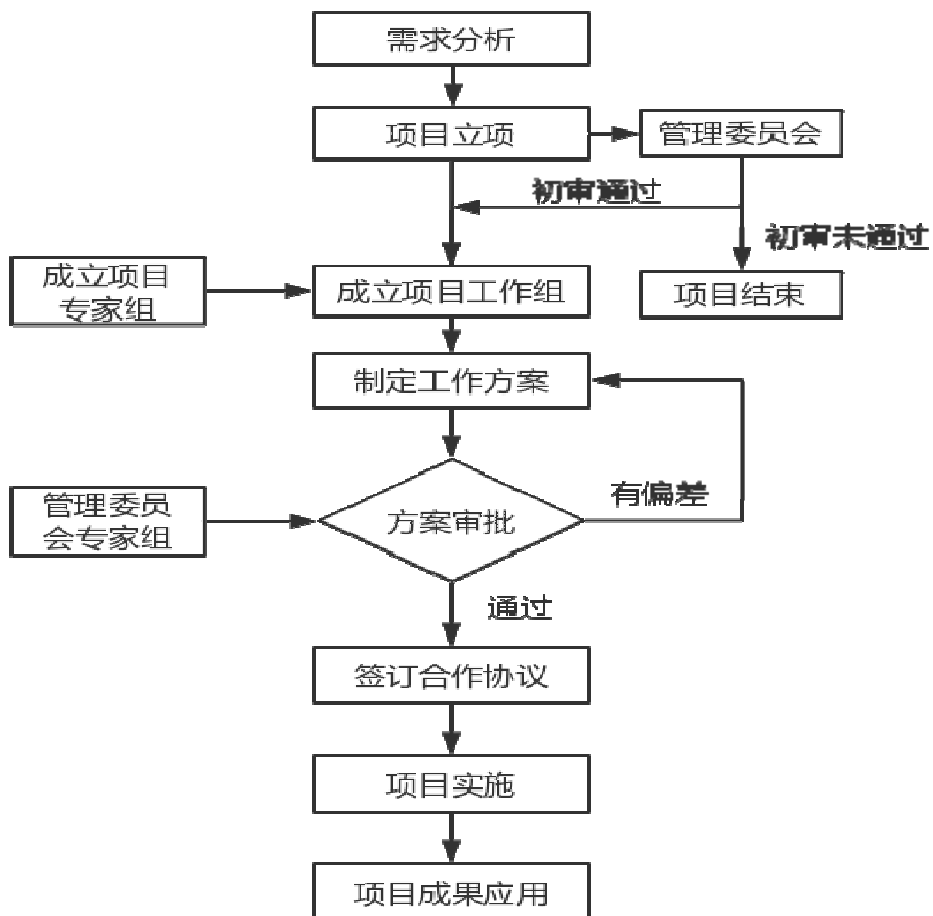 需求分析
项目立项
管理委员会
初审通过
初审未通过
成立项目
专家组
成立项目工作组
项目结束
制定工作方案
有偏差
管理委员
会专家组
方案审批
通过
签订合作协议
项目实施
项目成果应用